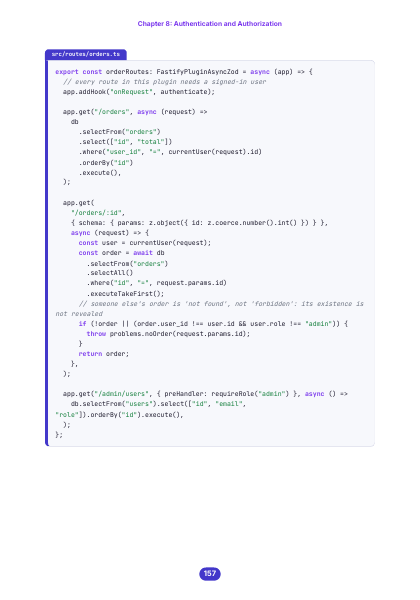 Chapter 8: Authentication and Authorization
src/routes/orders.ts
export const orderRoutes: FastifyPluginAsyncZod = async (app) => {
  // every route in this plugin needs a signed-in user
  app.addHook("onRequest", authenticate);

  app.get("/orders", async (request) =>
    db
      .selectFrom("orders")
      .select(["id", "total"])
      .where("user_id", "=", currentUser(request).id)
      .orderBy("id")
      .execute(),
  );

  app.get(
    "/orders/:id",
    { schema: { params: z.object({ id: z.coerce.number().int() }) } },
    async (request) => {
      const user = currentUser(request);
      const order = await db
        .selectFrom("orders")
        .selectAll()
        .where("id", "=", request.params.id)
        .executeTakeFirst();
      // someone else's order is 'not found', not 'forbidden': its existence is
not revealed
      if (!order || (order.user_id !== user.id && user.role !== "admin")) {
        throw problems.noOrder(request.params.id);
      }
      return order;
    },
  );

  app.get("/admin/users", { preHandler: requireRole("admin") }, async () =>
    db.selectFrom("users").select(["id", "email",
"role"]).orderBy("id").execute(),
  );
};
157